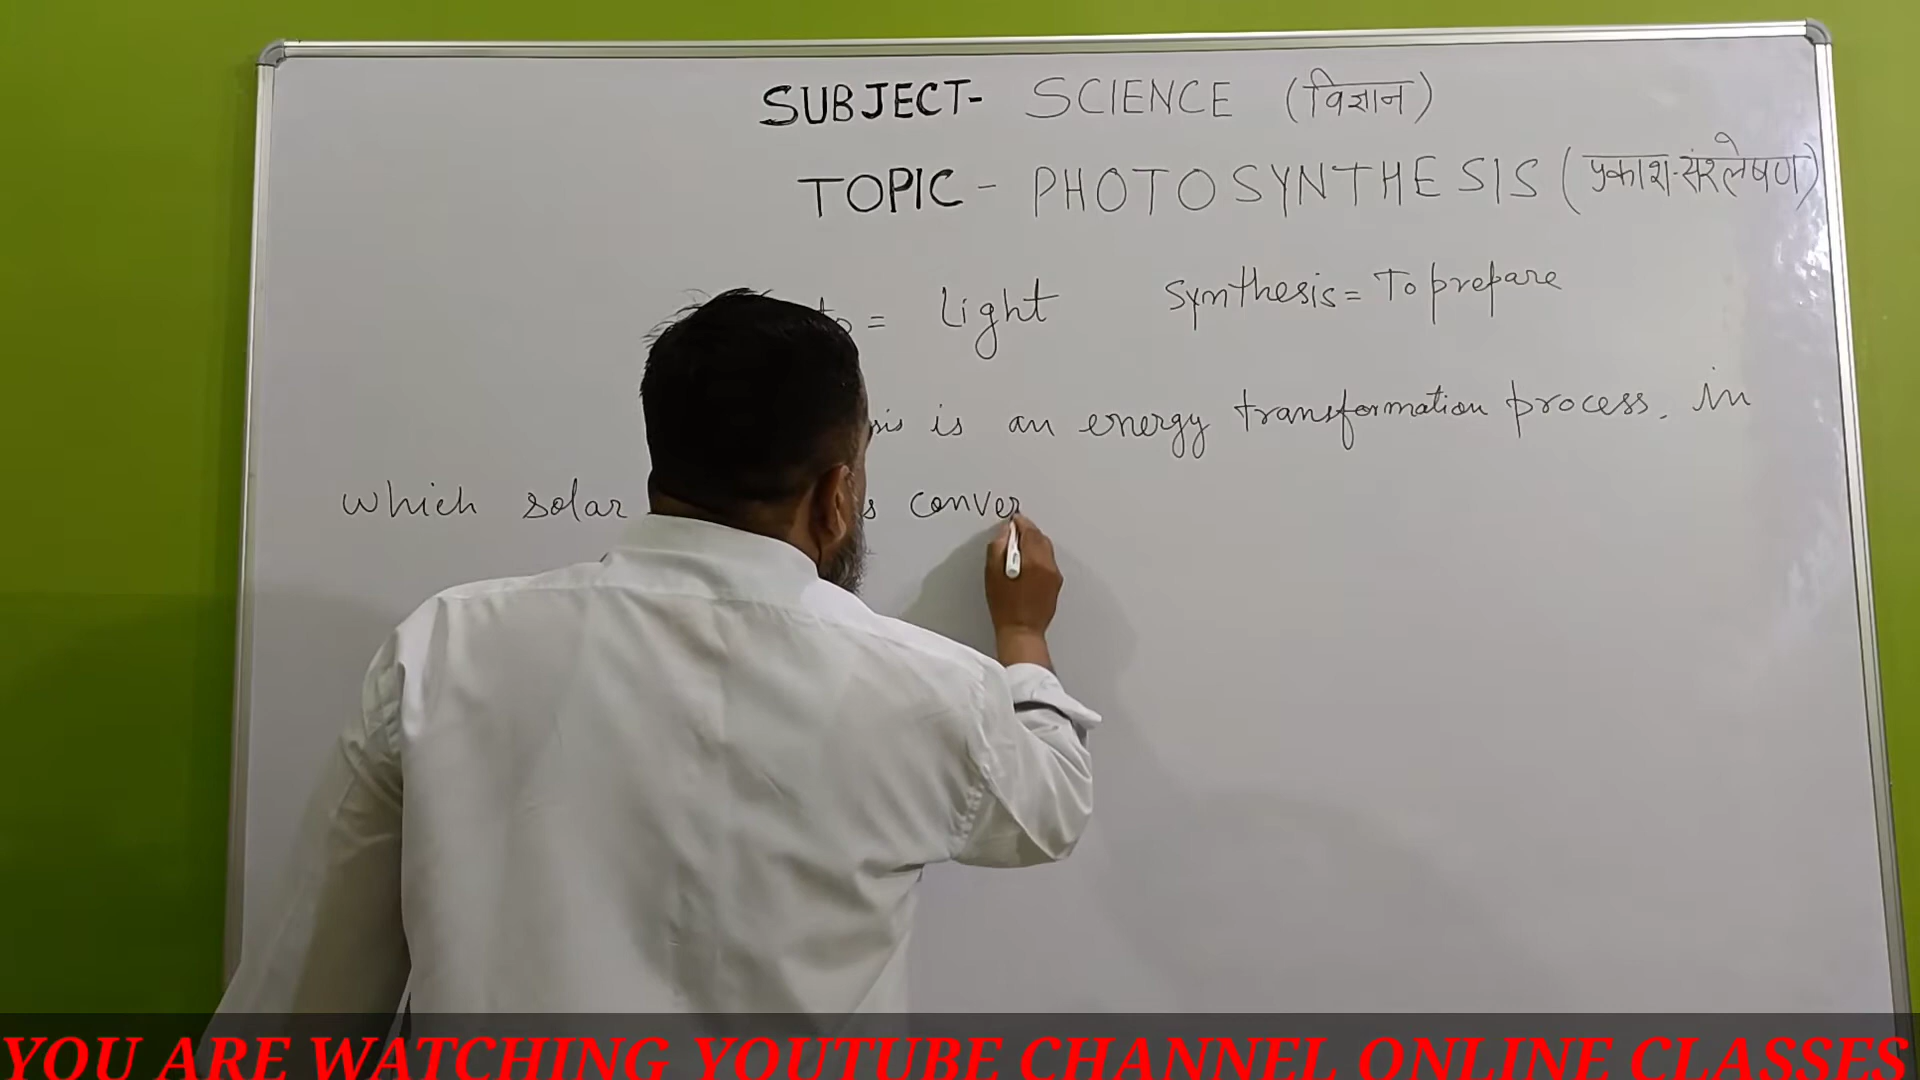 SUBJECT- SCIENCE (विज्ञान)
TOPIC - PHOTOSYNTHESIS (प्रकाश-संश्लेषण)
= Light Synthesis = To prepare
is an energy transformation process. in
which solar conver
YOU ARE WATCHING YOUTUBE CHANNEL ONLINE CLASSES